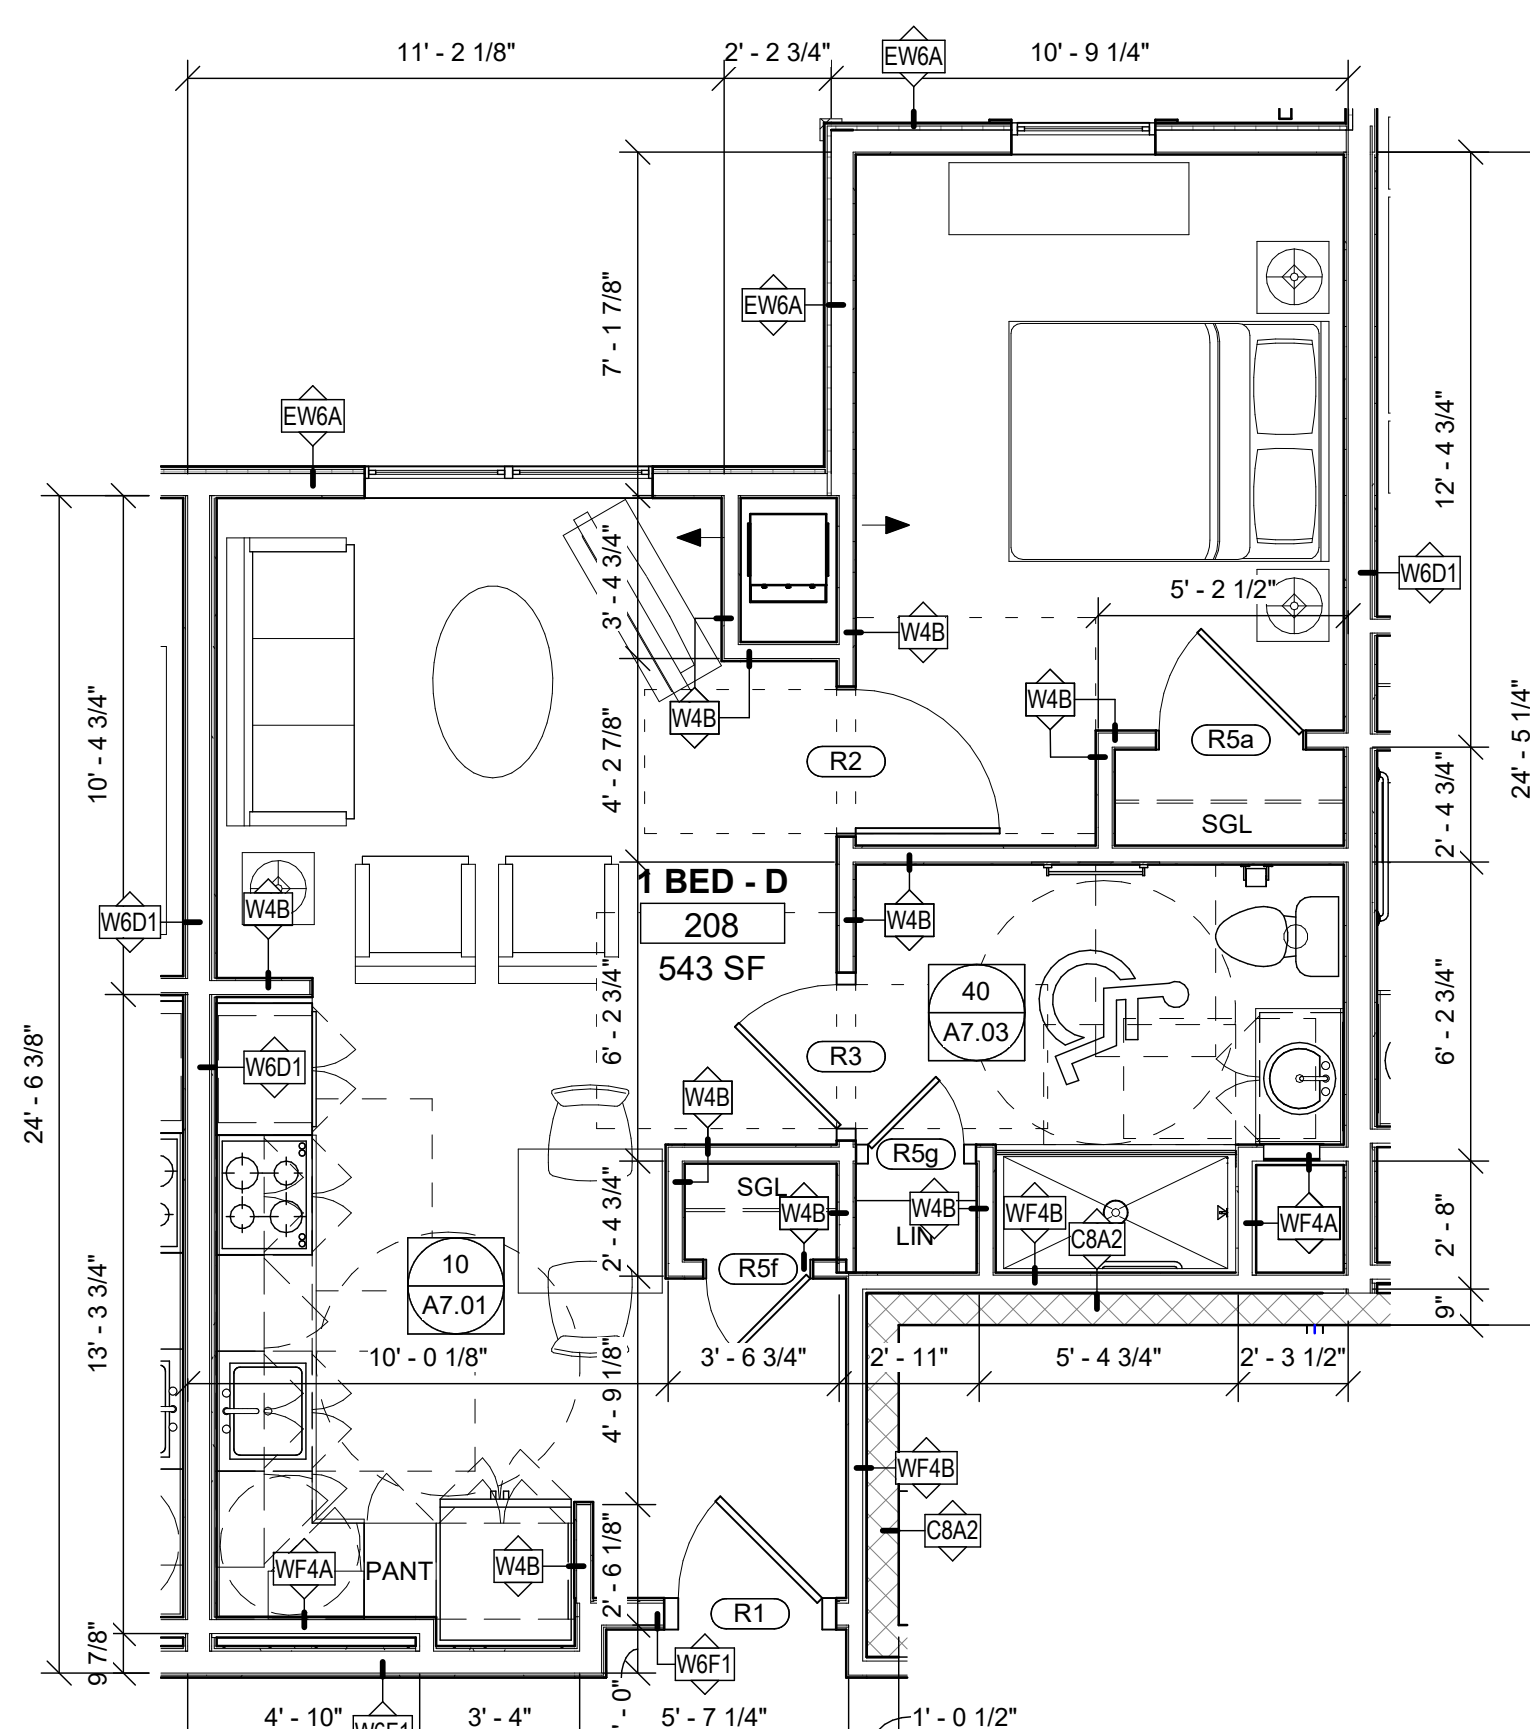 11' - 2 1/8"
2' - 2 3/4"
EW6A
10' - 9 1/4"
7' - 1 7/8"
EW6A
EW6A
12' - 4 3/4"
24' - 5 1/4"
3' - 4 3/4"
W6D1
5' - 2 1/2"
W4B
W4B
W4B
R5a
R2
10' - 4 3/4"
4' - 2 7/8"
2' - 4 3/4"
SGL
1 BED - D
208
543 SF
W6D1
W4B
W4B
40
A7.03
6' - 2 3/4"
6' - 2 3/4"
R3
W6D1
24' - 6 3/8"
W4B
R5g
SGL
W4B
W4B
LIN
WF4B
C8A2
WF4A
2' - 8"
2' - 4 3/4"
R5f
10
A7.01
9"
13' - 3 3/4"
10' - 0 1/8"
3' - 6 3/4"
2' - 11"
5' - 4 3/4"
2' - 3 1/2"
4' - 9 1/8"
WF4B
C8A2
WF4A
PANT
W4B
2' - 6 1/8"
R1
9 7/8"
W6F1
4' - 10"
W6F1
3' - 4"
5' - 7 1/4"
1' - 0 1/2"